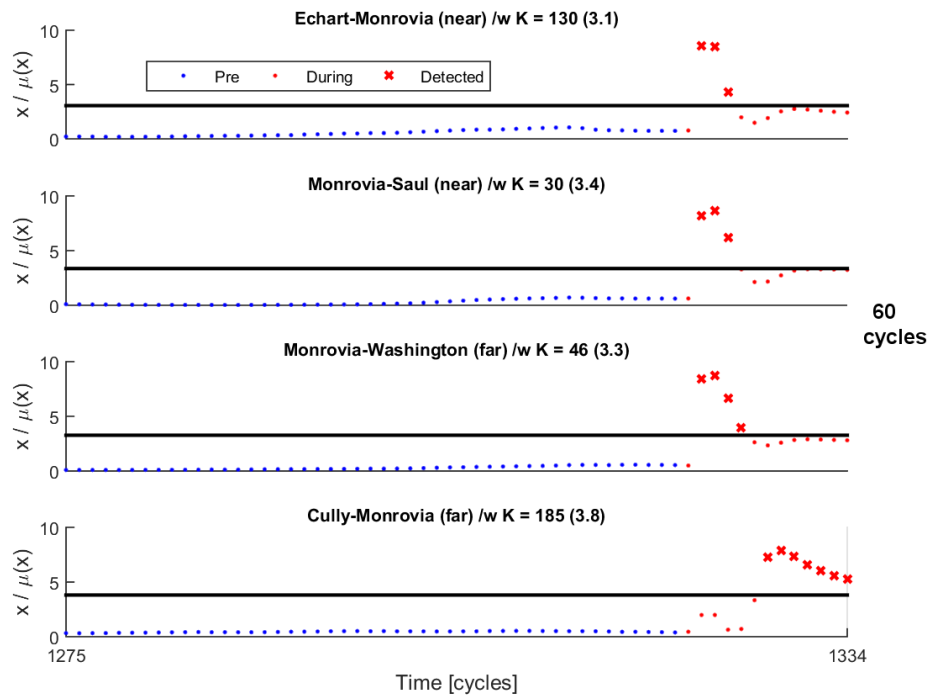 Echart-Monrovia (near) /w K = 130 (3.1)
10
5
0
x / μ(x)
Pre During Detected
Monrovia-Saul (near) /w K = 30 (3.4)
10
5
0
x / μ(x)
60
cycles
Monrovia-Washington (far) /w K = 46 (3.3)
10
5
0
x / μ(x)
Cully-Monrovia (far) /w K = 185 (3.8)
10
5
0
x / μ(x)
1275 1334
Time [cycles]